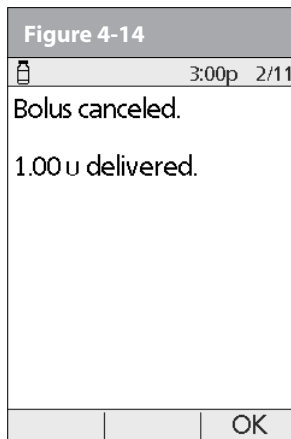 Figure 4-14
3:00p 2/11
Bolus canceled.
1.00 u delivered.
OK